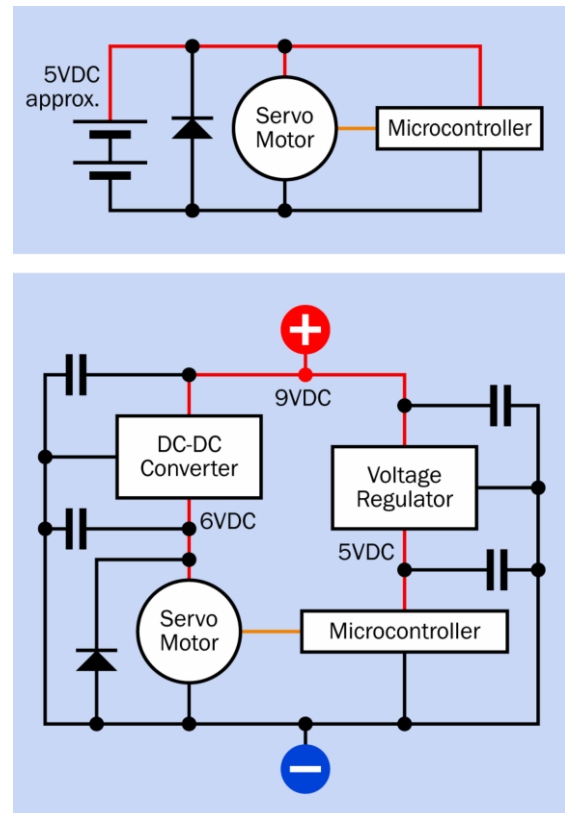 5VDC
approx.
Servo
Motor
Microcontroller
+
9VDC
DC-DC
Converter
Voltage
Regulator
6VDC
5VDC
Servo
Motor
Microcontroller
−